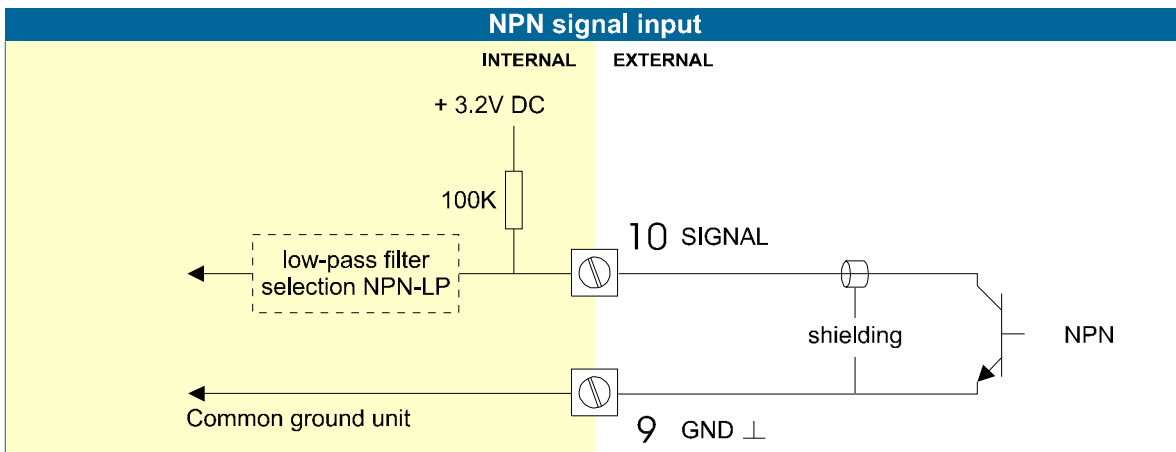 NPN signal input
INTERNAL EXTERNAL
+ 3.2V DC
100K
10 SIGNAL
low-pass filter
selection NPN-LP
shielding
NPN
Common ground unit
9 GND ⊥